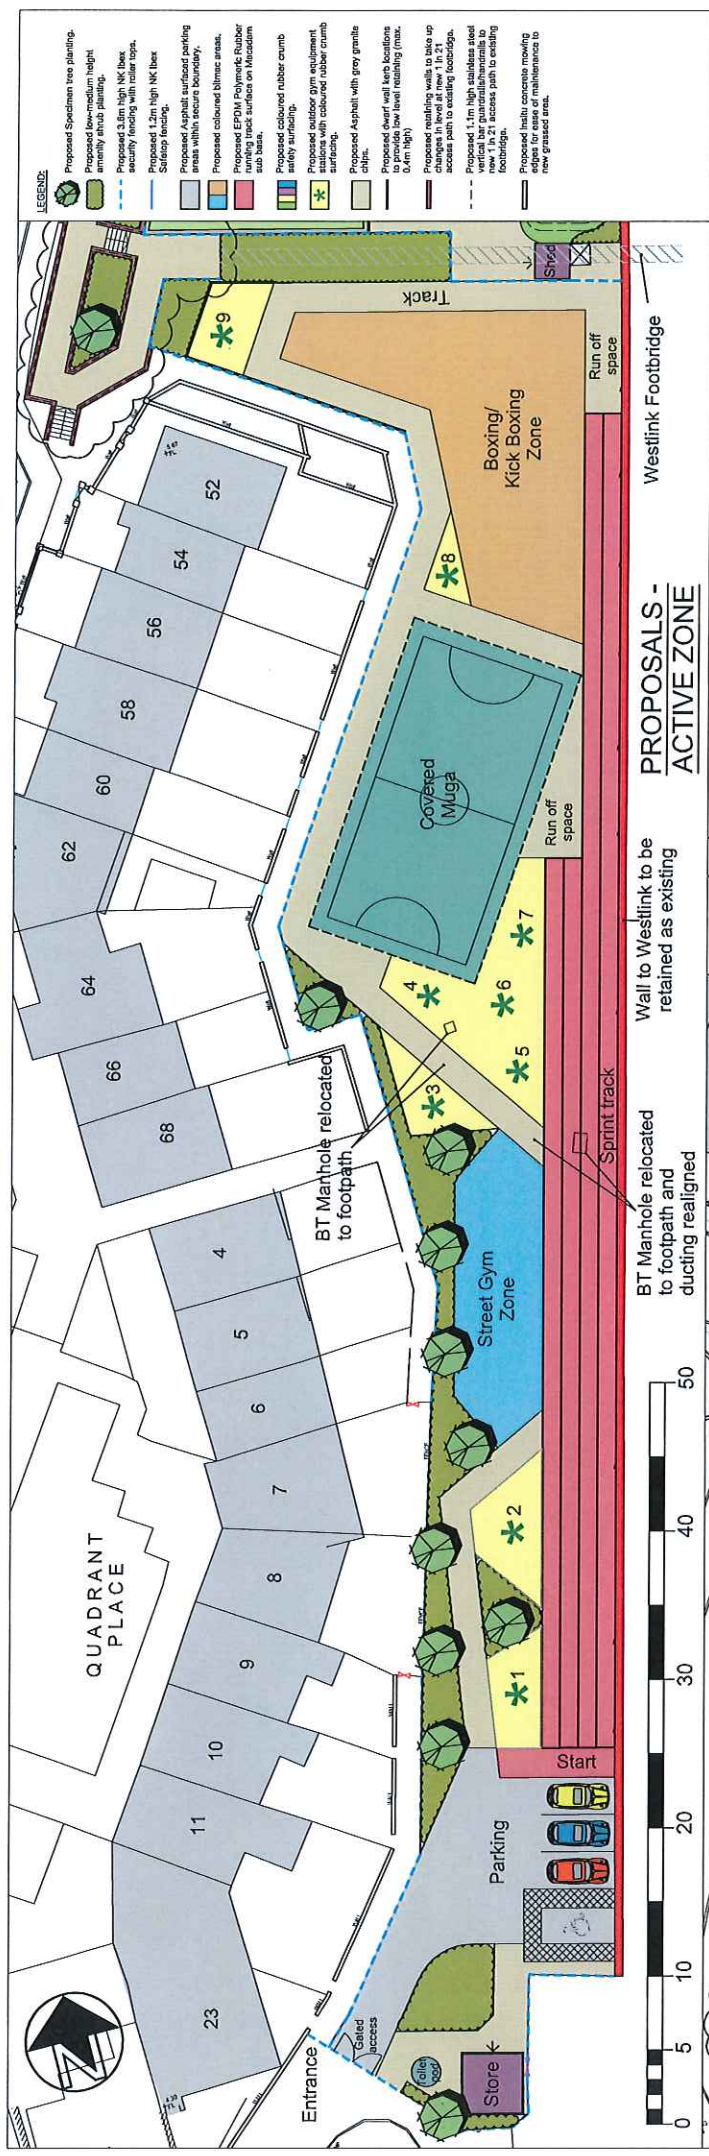 LEGEND:
Proposed Specimen tree planting.
Proposed low-medium height
amenity shrub planting.
Proposed 3.8m high NK Ibex
security fencing with roller tops.
Proposed 1.2m high NK Ibex
Safetop fencing.
Proposed Asphalt surfaced parking
areas within secure boundary.
Proposed coloured bitmac areas.
Proposed EPDM Polymeric Rubber
running track surface on Macadam
sub base.
Proposed coloured rubber crumb
safety surfacing.
Proposed outdoor gym equipment
stations with coloured rubber crumb
surfacing.
Proposed Asphalt with grey granite
chips.
Proposed dwarf wall kerb locations
to provide low level retaining (max.
0.4m high)
Proposed retaining walls to take up
changes in level at new 1 in 21
access path to existing footbridge.
Proposed 1.1m high stainless steel
vertical bar guardrails/handrails to
new 1 in 21 access path to existing
footbridge.
Proposed insitu concrete mowing
edges for ease of maintenance to
new grassed area.
QUADRANT
PLACE
23
11
10
9
8
7
6
5
4
68
66
64
62
60
58
56
54
52
Entrance
Gated
access
Toilet
pod
Store
Parking
Start
1
2
Street Gym
Zone
3
4
5
6
7
BT Manhole relocated
to footpath
Covered
Muga
Run off
space
8
Boxing/
Kick Boxing
Zone
9
Track
Run off
space
Shed
Sprint track
BT Manhole relocated
to footpath and
ducting realigned
Wall to Westlink to be
retained as existing
PROPOSALS -
ACTIVE ZONE
Westlink Footbridge
0
5
10
20
30
40
50